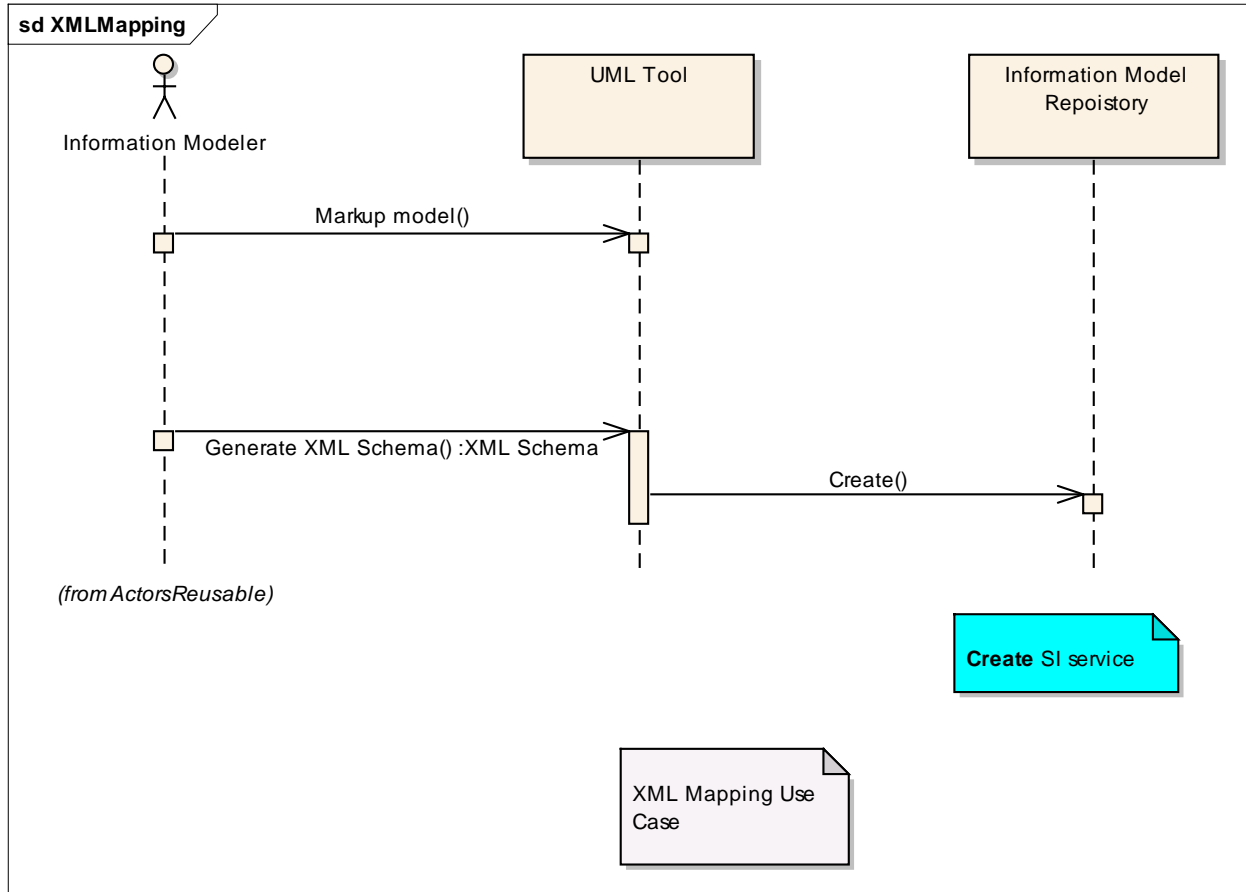 sd XMLMapping
UML Tool
Information Model
Repoistory
Information Modeler
Markup model()
Generate XML Schema() :XML Schema
Create()
(from ActorsReusable)
Create SI service
XML Mapping Use
Case